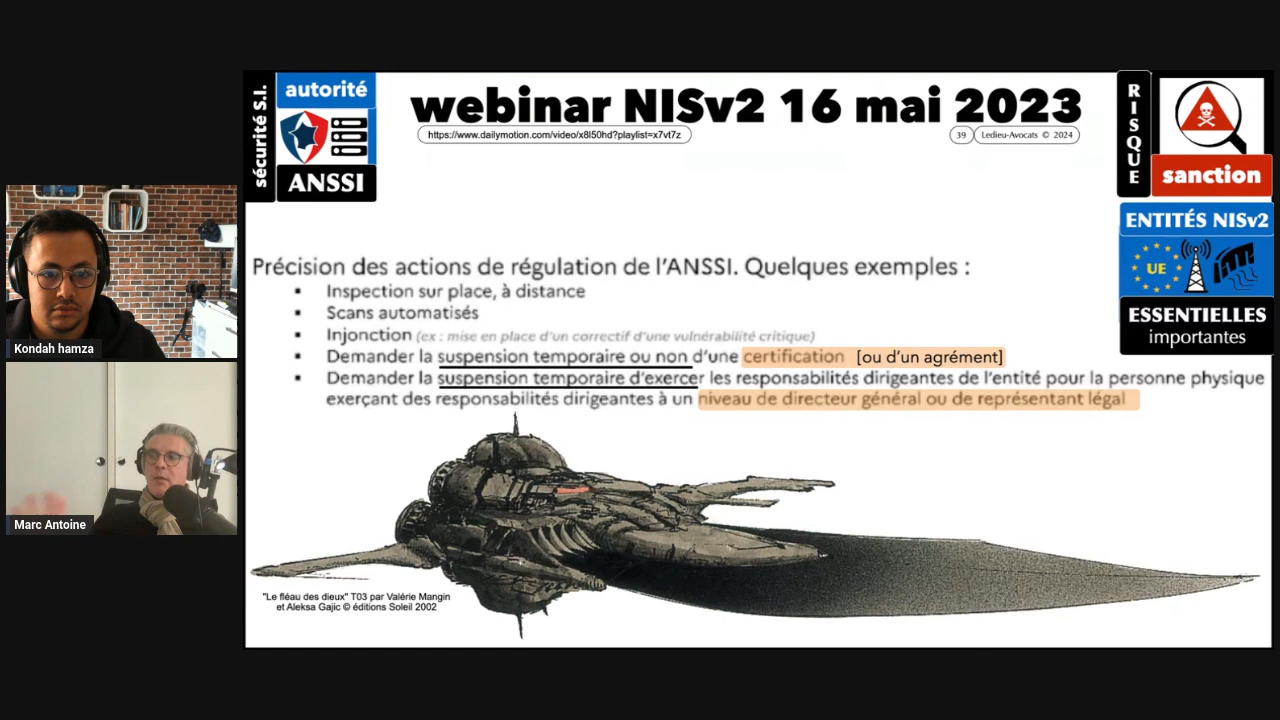 sécurité S.I.
autorité
ANSSI
webinar NISv2 16 mai 2023
https://www.dailymotion.com/video/x8l50hd?playlist=x7vt7z
39
Ledieu-Avocats © 2024
RISQUE
sanction
ENTITÉS NISv2
UE
ESSENTIELLES
importantes
Précision des actions de régulation de l'ANSSI. Quelques exemples :
▪ Inspection sur place, à distance
▪ Scans automatisés
▪ Injonction (ex : mise en place d'un correctif d'une vulnérabilité critique)
▪ Demander la suspension temporaire ou non d'une certification [ou d'un agrément]
▪ Demander la suspension temporaire d'exercer les responsabilités dirigeantes de l'entité pour la personne physique
exerçant des responsabilités dirigeantes à un niveau de directeur général ou de représentant légal
"Le fléau des dieux" T03 par Valérie Mangin
et Aleksa Gajic © éditions Soleil 2002
Kondah hamza
Marc Antoine